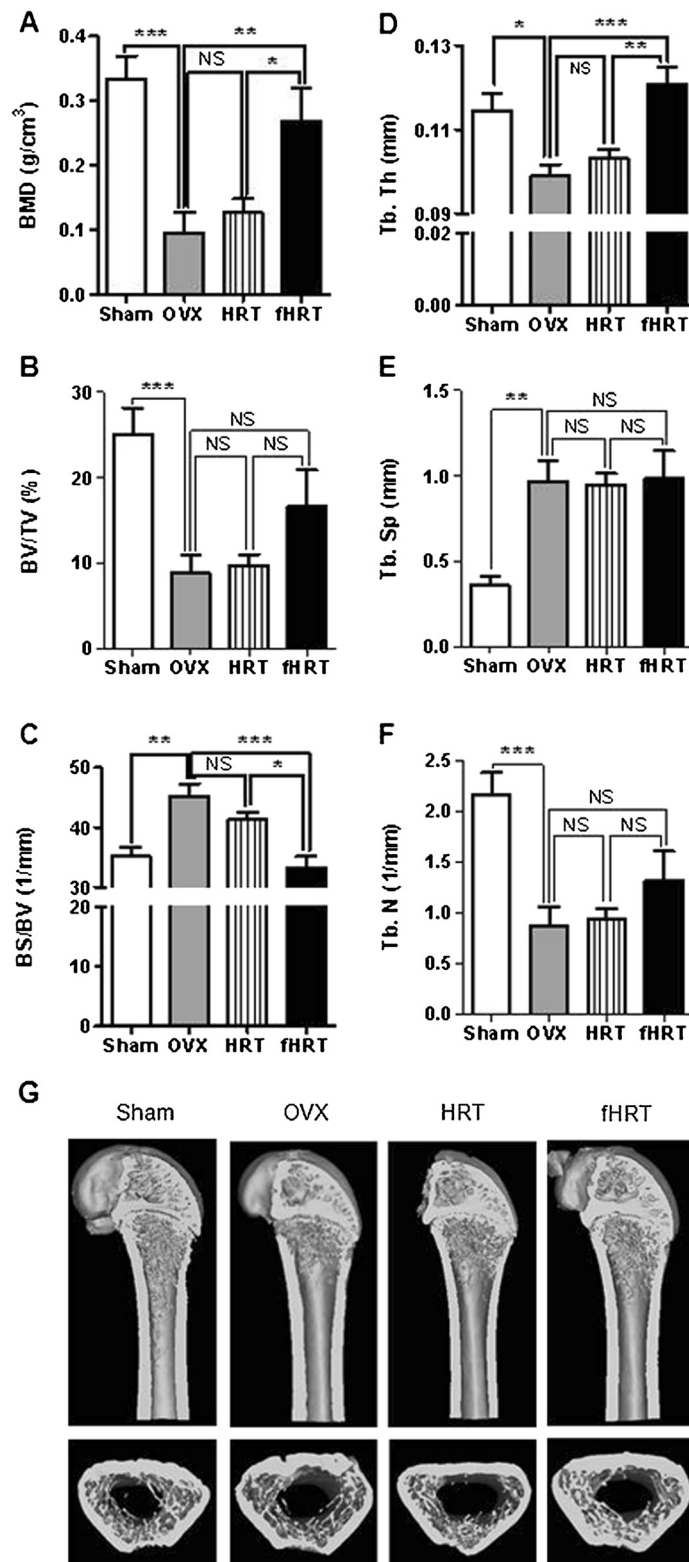 A
BMD (g/cm³)
0.4
0.3
0.2
0.1
0.0
***
**
NS
*
Sham OVX HRT fHRT
B
BV/TV (%)
30
20
10
0
***
NS
NS NS
Sham OVX HRT fHRT
C
BS/BV (1/mm)
50
40
30
20
10
0
** ***
NS *
Sham OVX HRT fHRT
D
Tb. Th (mm)
0.13
0.11
0.09
0.02
0.00
* ***
NS **
Sham OVX HRT fHRT
E
Tb. Sp (mm)
1.5
1.0
0.5
0.0
**
NS
NS NS
Sham OVX HRT fHRT
F
Tb. N (1/mm)
2.5
2.0
1.5
1.0
0.5
0.0
***
NS
NS NS
Sham OVX HRT fHRT
G
Sham OVX HRT fHRT